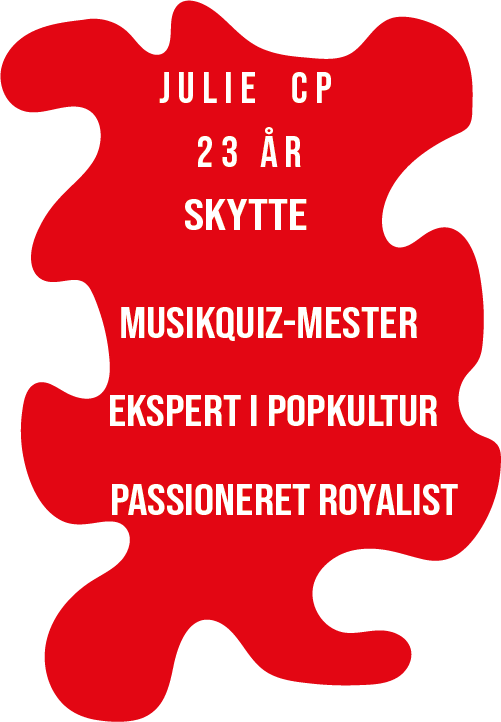 JULIE CP
23 ÅR
SKYTTE
MUSIKQUIZ-MESTER
EKSPERT I POPKULTUR
PASSIONERET ROYALIST